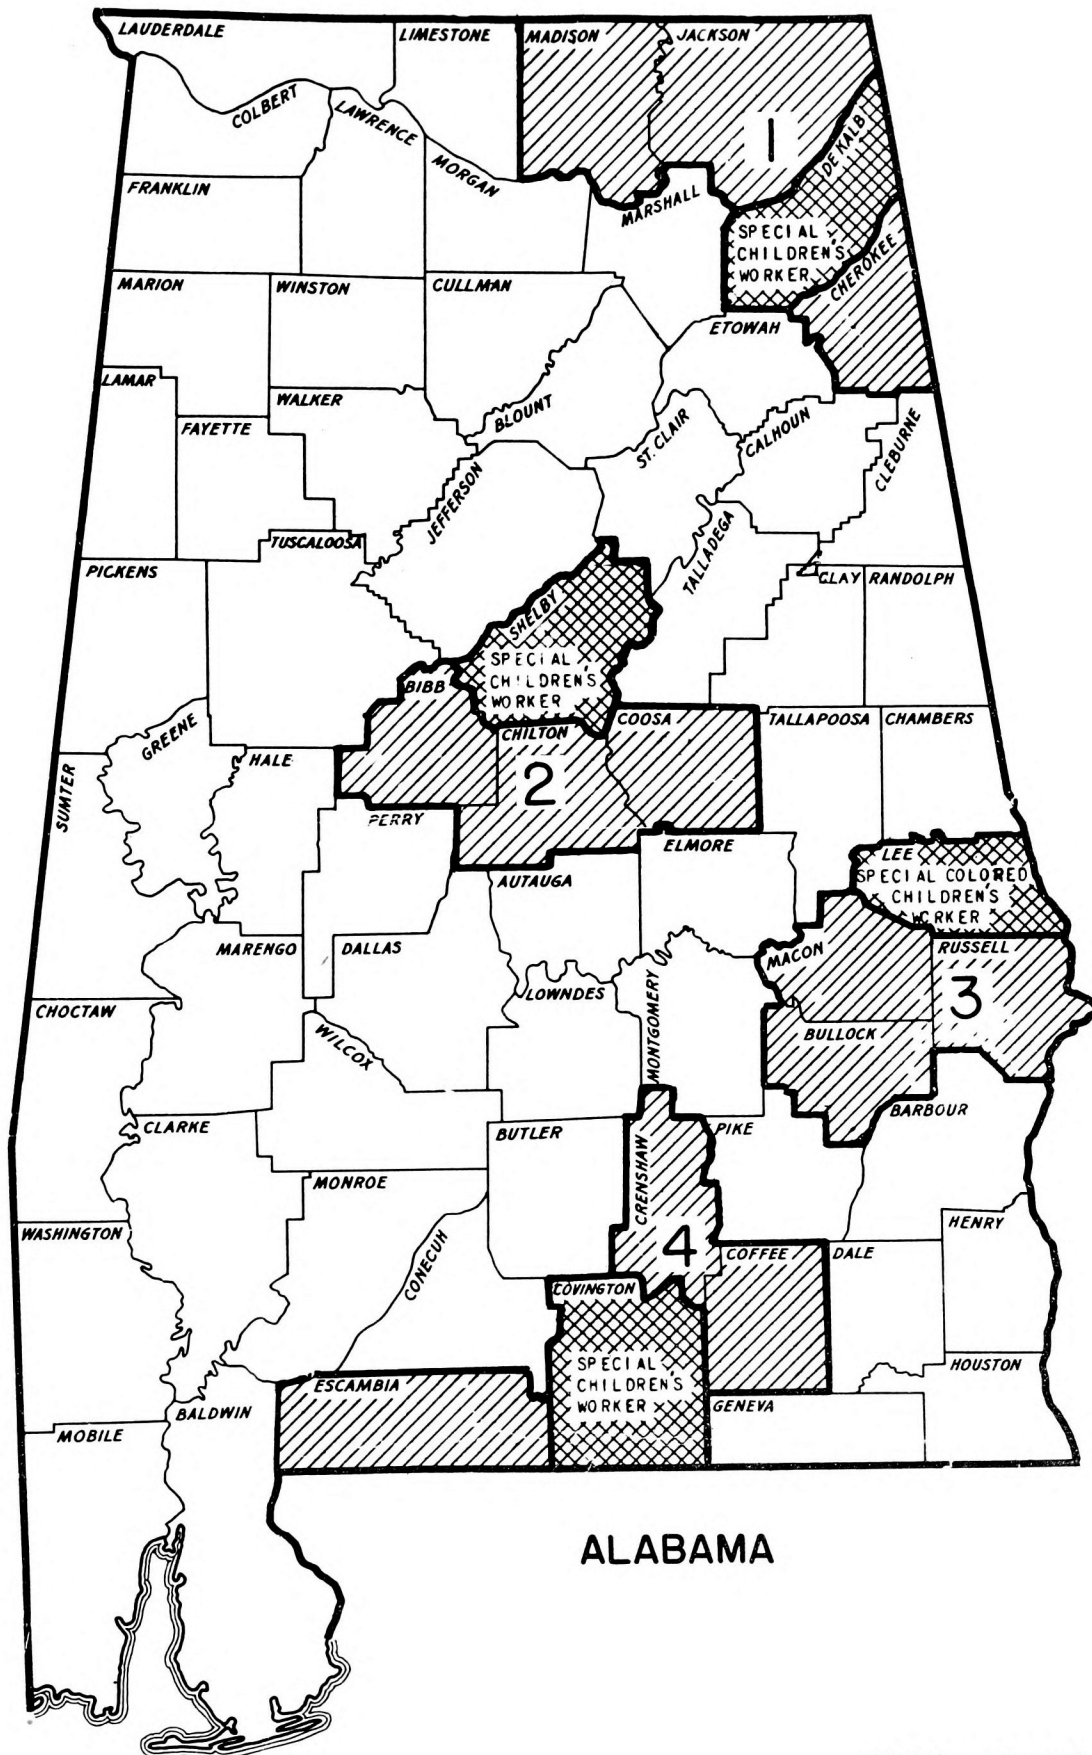 LAUDERDALE
LIMESTONE
MADISON
JACKSON
COLBERT
LAWRENCE
MORGAN
1
DE KALB
FRANKLIN
MARSHALL
SPECIAL
CHILDREN'S
WORKER
CHEROKEE
MARION
WINSTON
CULLMAN
ETOWAH
LAMAR
WALKER
BLOUNT
FAYETTE
ST. CLAIR
CALHOUN
CLEBURNE
JEFFERSON
TUSCALOOSA
TALLADEGA
PICKENS
CLAY
RANDOLPH
SHELBY
SPECIAL
CHILDREN'S
WORKER
BIBB
GREENE
HALE
CHILTON
COOSA
TALLAPOOSA
CHAMBERS
2
SUMTER
PERRY
ELMORE
LEE
SPECIAL COLORED
CHILDREN'S
WORKER
AUTAUGA
MARENGO
DALLAS
MACON
RUSSELL
3
CHOCTAW
LOWNDES
MONTGOMERY
BULLOCK
WILCOX
BARBOUR
CLARKE
BUTLER
PIKE
CRENSHAW
MONROE
HENRY
WASHINGTON
CONECUH
4
COFFEE
DALE
COVINGTON
SPECIAL
CHILDREN'S
WORKER
HOUSTON
ESCAMBIA
GENEVA
BALDWIN
MOBILE
ALABAMA